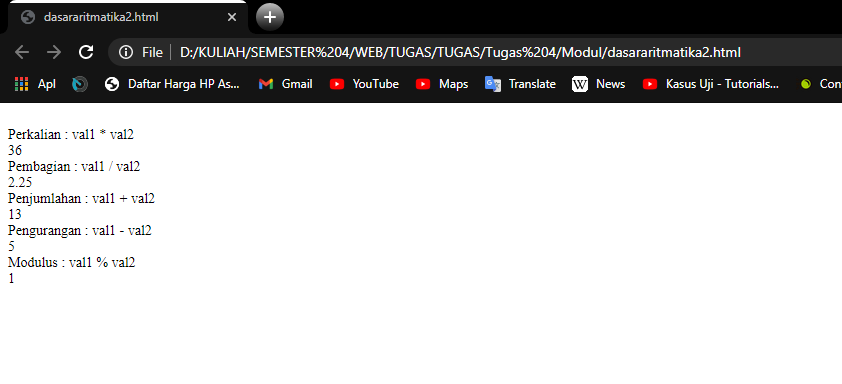 dasararitmatika2.html
File D:/KULIAH/SEMESTER%204/WEB/TUGAS/TUGAS/Tugas%204/Modul/dasararitmatika2.html
Apl Daftar Harga HP As... Gmail YouTube Maps Translate W News Kasus Uji - Tutorials... Con
Perkalian : val1 * val2
36
Pembagian : val1 / val2
2.25
Penjumlahan : val1 + val2
13
Pengurangan : val1 - val2
5
Modulus : val1 % val2
1